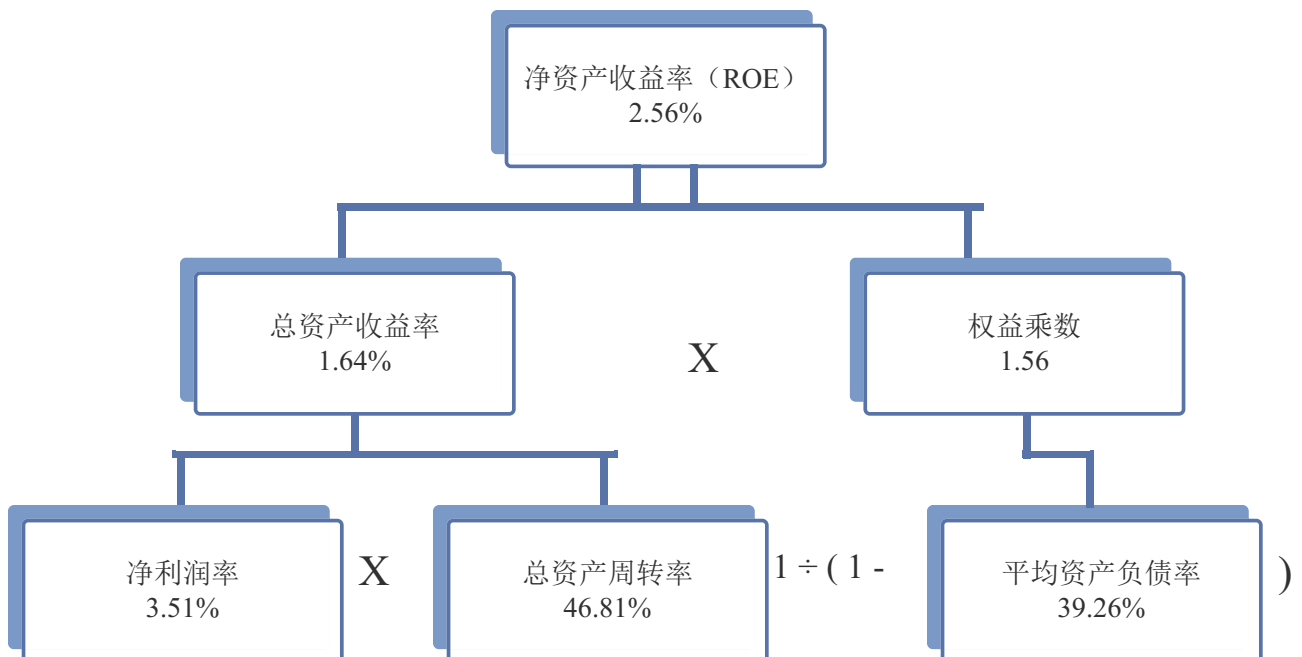 净资产收益率（ROE）
2.56%
总资产收益率
1.64%
X
权益乘数
1.56
净利润率
3.51%
X
总资产周转率
46.81%
1 ÷ ( 1 -
平均资产负债率
39.26%
)